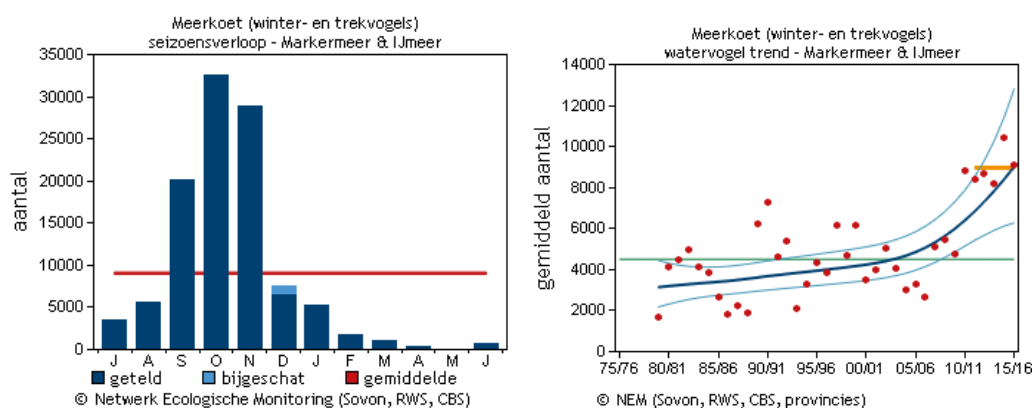 Meerkoet (winter- en trekvogels)
seizoensverloop - Markermeer & IJmeer
35000
30000
25000
20000
15000
10000
5000
0
aantal
J A S O N D J F M A M J
geteld bijgeschat gemiddelde
© Netwerk Ecologische Monitoring (Sovon, RWS, CBS)
Meerkoet (winter- en trekvogels)
watervogel trend - Markermeer & IJmeer
14000
12000
10000
8000
6000
4000
2000
0
gemiddeld aantal
75/76 80/81 85/86 90/91 95/96 00/01 05/06 10/11 15/16
© NEM (Sovon, RWS, CBS, provincies)